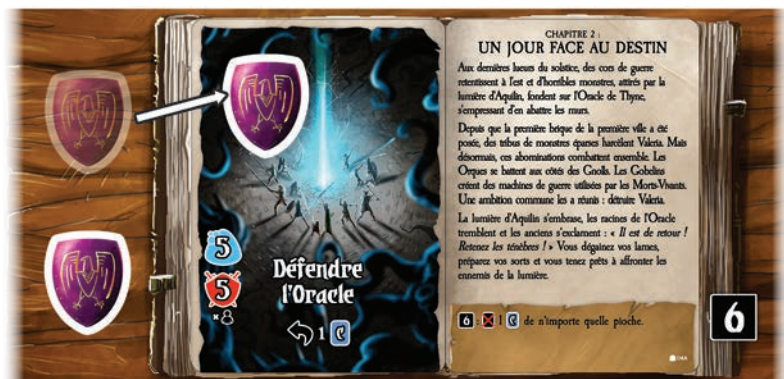 5
5
×
Défendre
l'Oracle
1
CHAPITRE 2 :
UN JOUR FACE AU DESTIN
Aux dernières lueurs du solstice, des cors de guerre
retentissent à l'est et d'horribles monstres, attirés par la
lumière d'Aquilin, fondent sur l'Oracle de Thyne,
s'empressant d'en abattre les murs.
Depuis que la première brique de la première ville a été
posée, des tribus de monstres éparses harcèlent Valeria. Mais
désormais, ces abominations combattent ensemble. Les
Orques se battent aux côtés des Gnolls. Les Gobelins
créent des machines de guerre utilisées par les Morts-Vivants.
Une ambition commune les a réunis : détruire Valeria.
La lumière d'Aquilin s'embrase, les racines de l'Oracle
tremblent et les anciens s'exclament : « Il est de retour !
Retenez les ténèbres ! » Vous dégainez vos lames,
préparez vos sorts et vous tenez prêts à affronter les
ennemis de la lumière.
6 : 1 de n'importe quelle pioche.
6